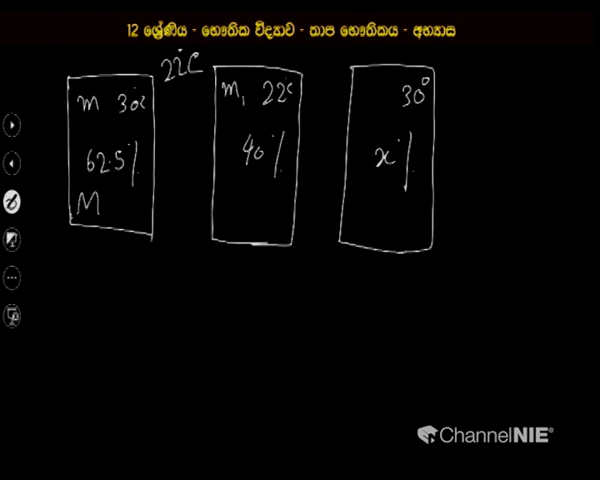 12 ශ්‍රේණිය - භෞතික විද්‍යාව - තාප භෞතිකය - අභ්‍යාස
22°C
m 30°c
62.5%
M
m, 22°c
40%
30°
x%
ChannelNIE®